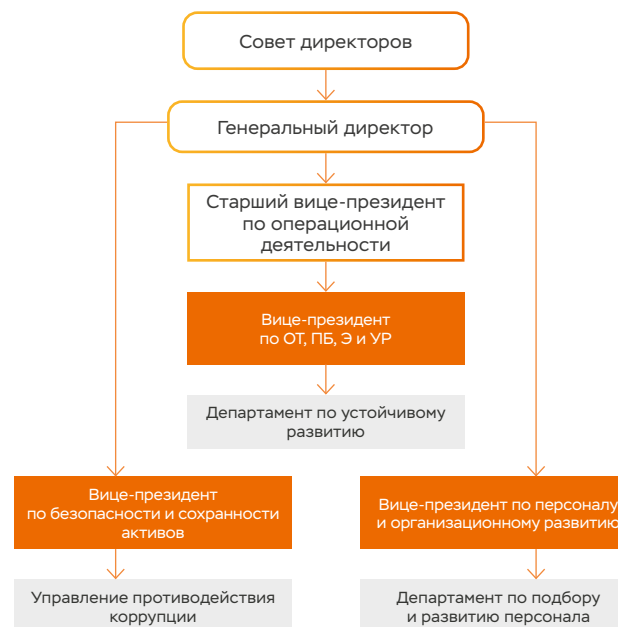 Совет директоров
Генеральный директор
Старший вице-президент
по операционной
деятельности
Вице-президент
по ОТ, ПБ, Э и УР
Департамент по устойчивому
развитию
Вице-президент
по безопасности и сохранности
активов
Вице-президент по персоналу
и организационному развитию
Управление противодействия
коррупции
Департамент по подбору
и развитию персонала